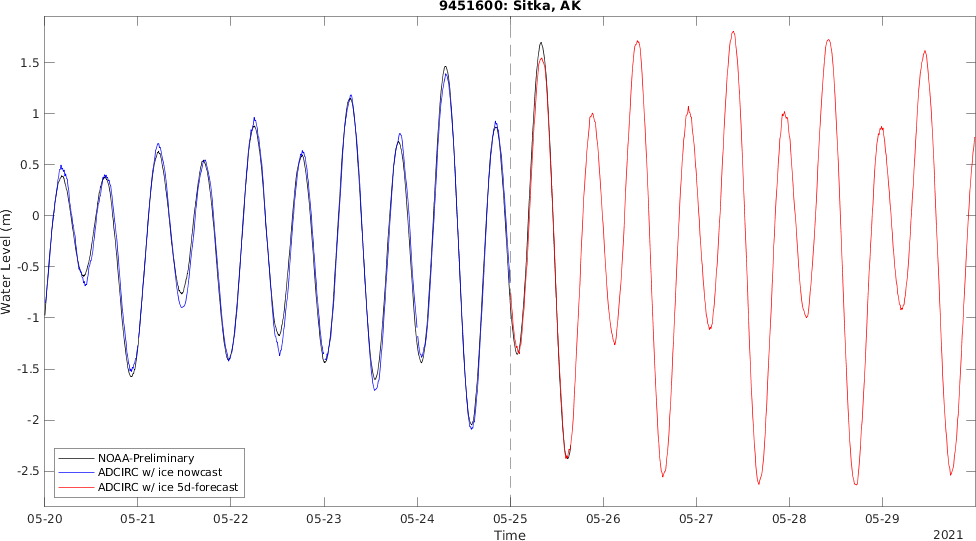 9451600: Sitka, AK
Water Level (m)
1.5
1
0.5
0
-0.5
-1
-1.5
-2
-2.5
NOAA-Preliminary
ADCIRC w/ ice nowcast
ADCIRC w/ ice 5d-forecast
05-20 05-21 05-22 05-23 05-24 05-25 05-26 05-27 05-28 05-29
Time
2021